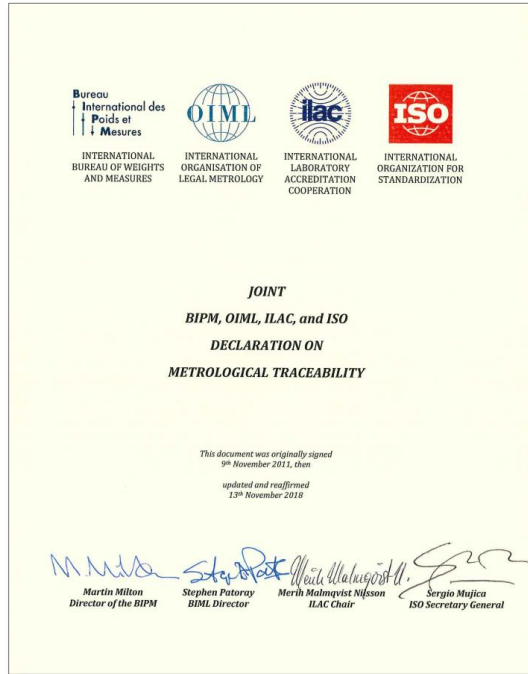 Bureau
International des
Poids et
Mesures
OIML
ilac
ISO
INTERNATIONAL
BUREAU OF WEIGHTS
AND MEASURES
INTERNATIONAL
ORGANISATION OF
LEGAL METROLOGY
INTERNATIONAL
LABORATORY
ACCREDITATION
COOPERATION
INTERNATIONAL
ORGANIZATION FOR
STANDARDIZATION
JOINT
BIPM, OIML, ILAC, and ISO
DECLARATION ON
METROLOGICAL TRACEABILITY
This document was originally signed
9th November 2011, then
updated and reaffirmed
13th November 2018
Martin Milton
Director of the BIPM
Stephen Patoray
BIML Director
Merih Malmqvist Nilsson
ILAC Chair
Sergio Mujica
ISO Secretary General